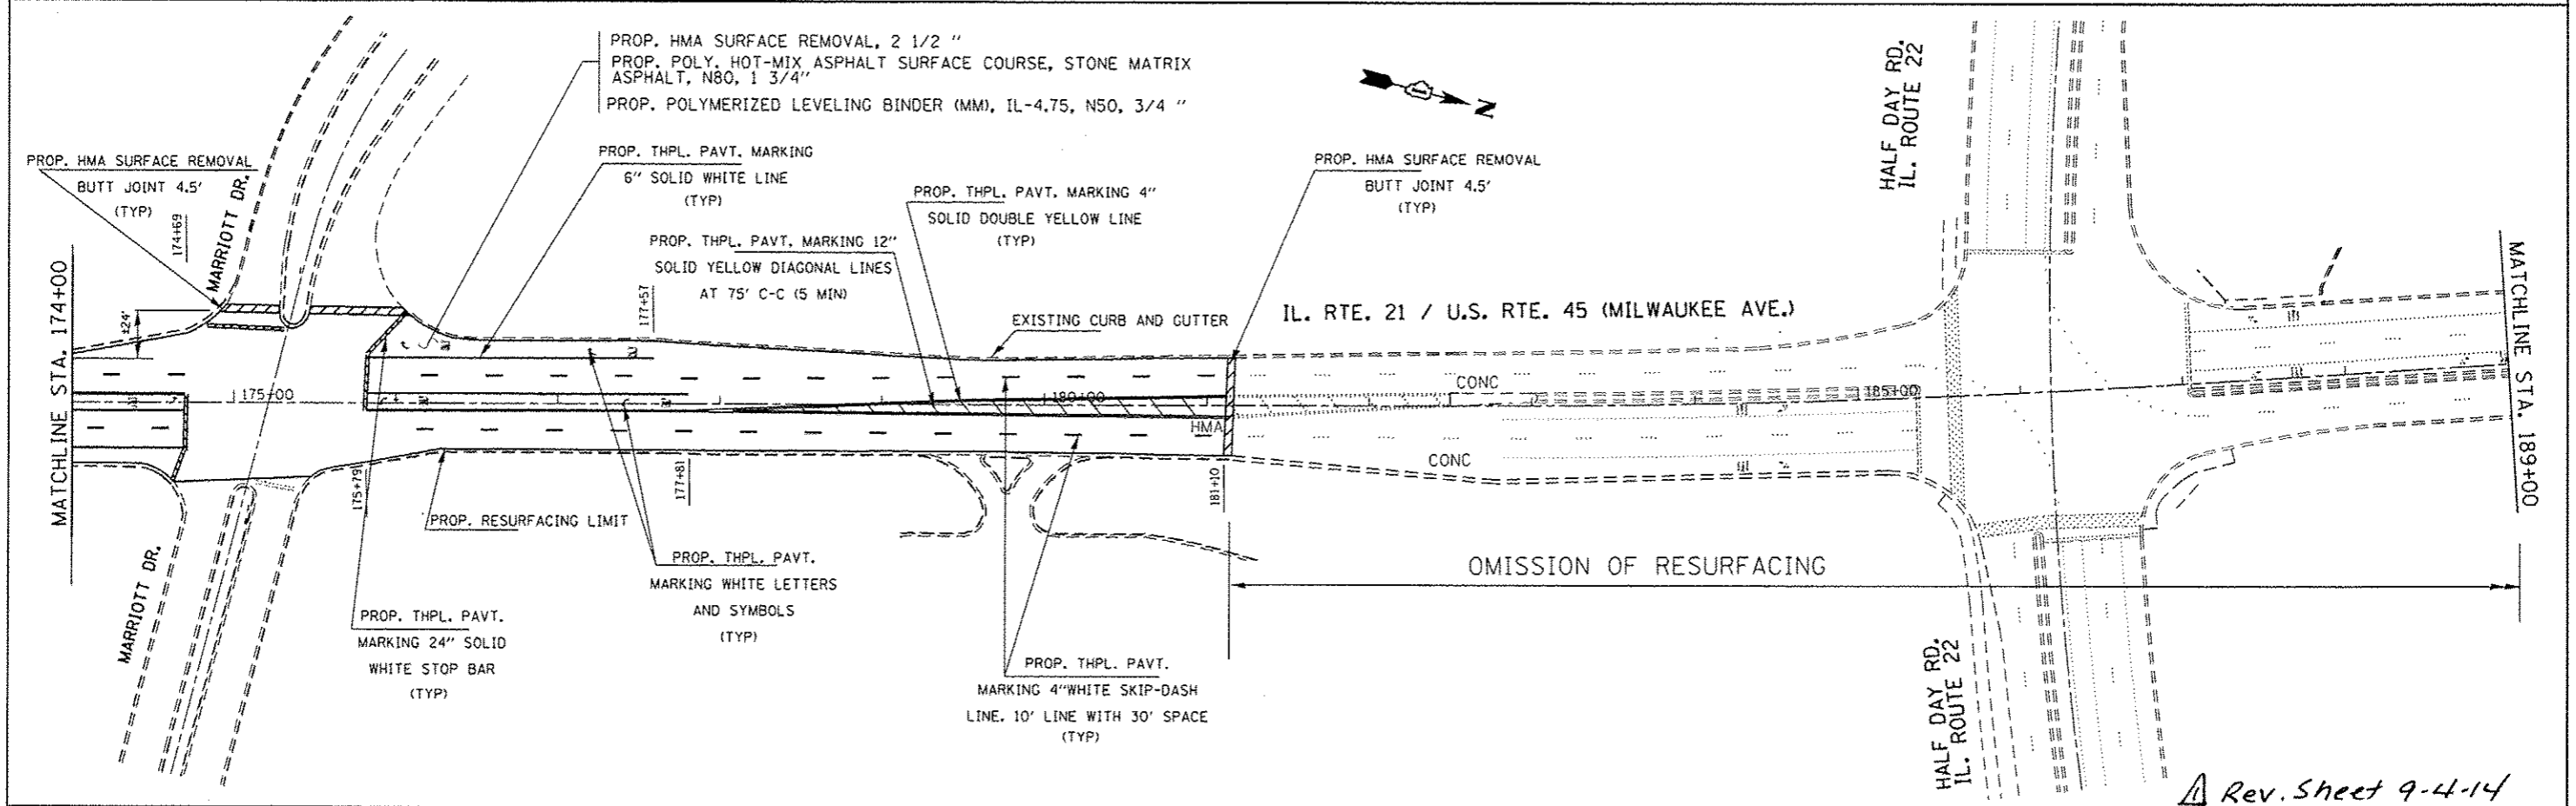 PROP. HMA SURFACE REMOVAL, 2 1/2 "
PROP. POLY. HOT-MIX ASPHALT SURFACE COURSE, STONE MATRIX
ASPHALT, N80, 1 3/4"
PROP. POLYMERIZED LEVELING BINDER (MM), IL-4.75, N50, 3/4 "
N
HALF DAY RD.
IL. ROUTE 22
PROP. HMA SURFACE REMOVAL
BUTT JOINT 4.5'
(TYP)
174+69
MARRIOTT DR.
PROP. THPL. PAVT. MARKING
6" SOLID WHITE LINE
(TYP)
PROP. THPL. PAVT. MARKING 4"
SOLID DOUBLE YELLOW LINE
(TYP)
PROP. HMA SURFACE REMOVAL
BUTT JOINT 4.5'
(TYP)
PROP. THPL. PAVT. MARKING 12"
SOLID YELLOW DIAGONAL LINES
AT 75' C-C (5 MIN)
177+57
EXISTING CURB AND GUTTER
IL. RTE. 21 / U.S. RTE. 45 (MILWAUKEE AVE.)
MATCHLINE STA. 174+00
±24'
175+00
180+00
185+00
CONC
HMA
CONC
MATCHLINE STA. 189+00
175+79
177+81
181+10
PROP. RESURFACING LIMIT
OMISSION OF RESURFACING
MARRIOTT DR.
PROP. THPL. PAVT.
MARKING WHITE LETTERS
AND SYMBOLS
(TYP)
PROP. THPL. PAVT.
MARKING 24" SOLID
WHITE STOP BAR
(TYP)
PROP. THPL. PAVT.
MARKING 4"WHITE SKIP-DASH
LINE. 10' LINE WITH 30' SPACE
(TYP)
HALF DAY RD.
IL. ROUTE 22
1 Rev. Sheet 9-4-14